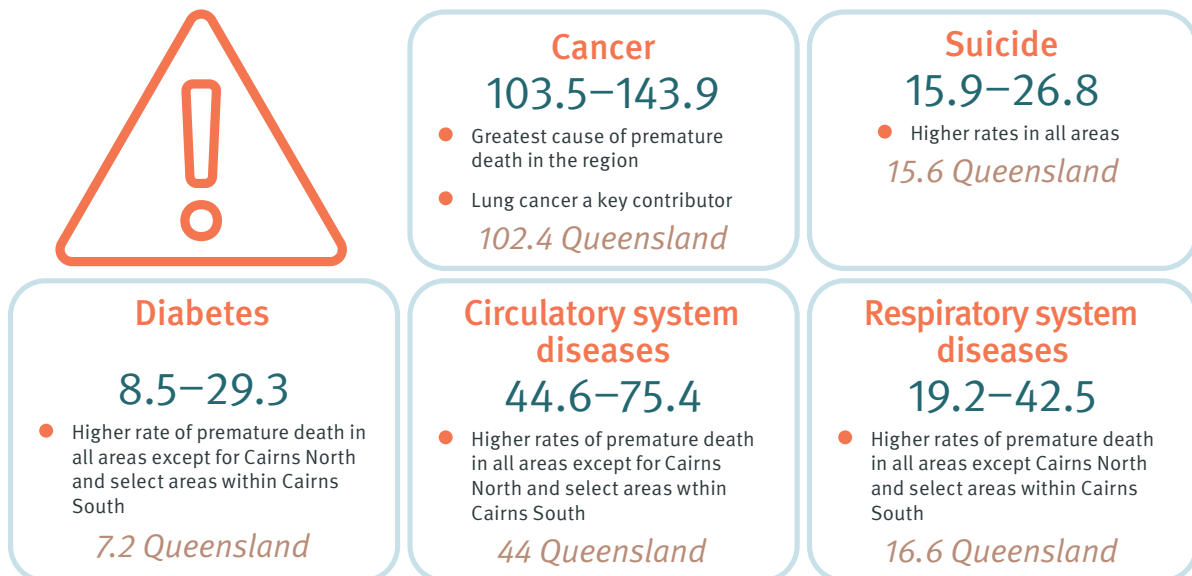 Cancer
103.5–143.9
Greatest cause of premature
death in the region
Lung cancer a key contributor
102.4 Queensland
Suicide
15.9–26.8
Higher rates in all areas
15.6 Queensland
Diabetes
8.5–29.3
Higher rate of premature death in
all areas except for Cairns North
and select areas within Cairns
South
7.2 Queensland
Circulatory system
diseases
44.6–75.4
Higher rates of premature death
in all areas except for Cairns
North and select areas wthin
Cairns South
44 Queensland
Respiratory system
diseases
19.2–42.5
Higher rates of premature death
in all areas except Cairns North
and select areas within Cairns
South
16.6 Queensland